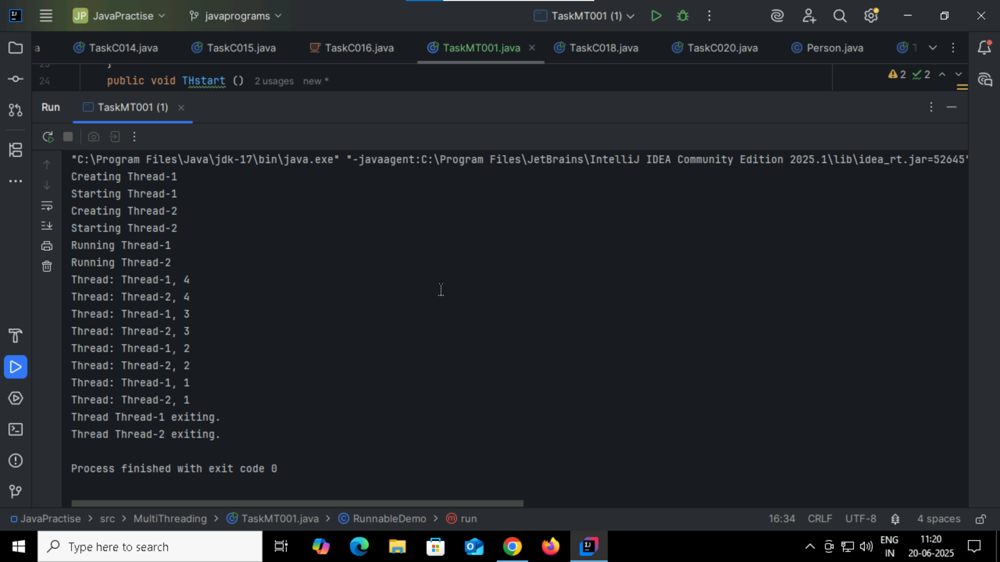 JP JavaPractise javaprograms TaskMT001 (1)
a TaskC014.java TaskC015.java TaskC016.java TaskMT001.java TaskC018.java TaskC020.java Person.java
24 public void THstart () 2 usages new * 2 2
Run TaskMT001 (1)
"C:\Program Files\Java\jdk-17\bin\java.exe" "-javaagent:C:\Program Files\JetBrains\IntelliJ IDEA Community Edition 2025.1\lib\idea_rt.jar=52645"
Creating Thread-1
Starting Thread-1
Creating Thread-2
Starting Thread-2
Running Thread-1
Running Thread-2
Thread: Thread-1, 4
Thread: Thread-2, 4
Thread: Thread-1, 3
Thread: Thread-2, 3
Thread: Thread-1, 2
Thread: Thread-2, 2
Thread: Thread-1, 1
Thread: Thread-2, 1
Thread Thread-1 exiting.
Thread Thread-2 exiting.
Process finished with exit code 0
JavaPractise > src > MultiThreading > TaskMT001.java > RunnableDemo > run 16:34 CRLF UTF-8 4 spaces
Type here to search
ENG 11:20
IN 20-06-2025